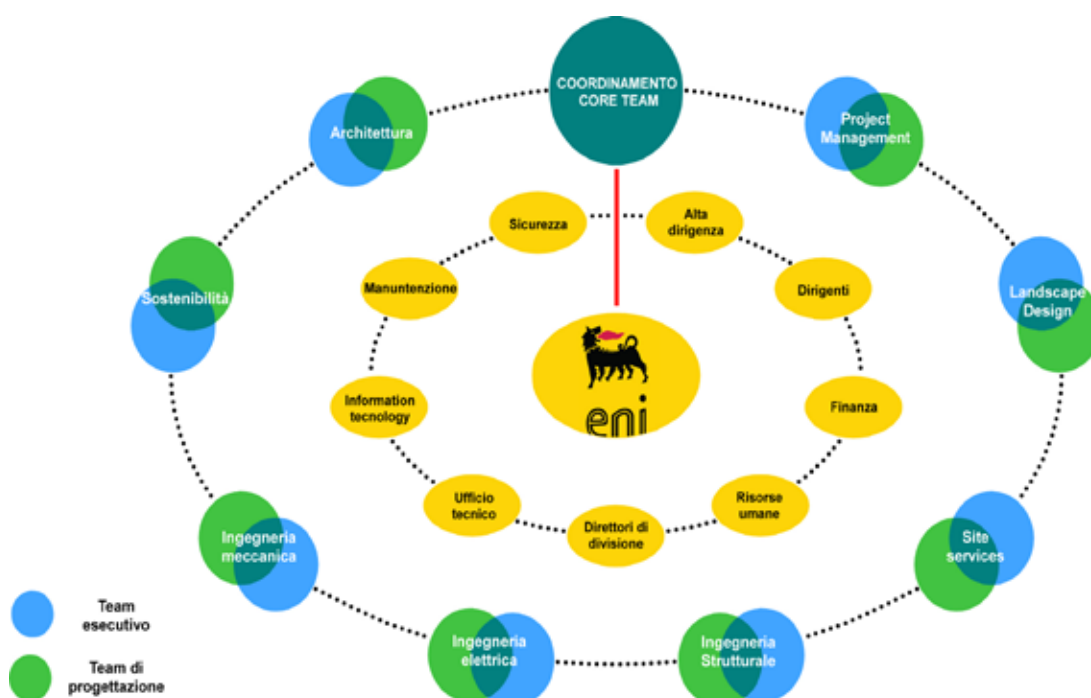 COORDINAMENTO
CORE TEAM
Architettura
Project
Management
Sicurezza
Alta
dirigenza
Sostenibilità
Manuntenzione
Dirigenti
Landscape
Design
eni
Information
tecnology
Finanza
Ufficio
tecnico
Direttori di
divisione
Risorse
umane
Ingegneria
meccanica
Site
services
Ingegneria
elettrica
Ingegneria
Strutturale
Team
esecutivo
Team di
progettazione